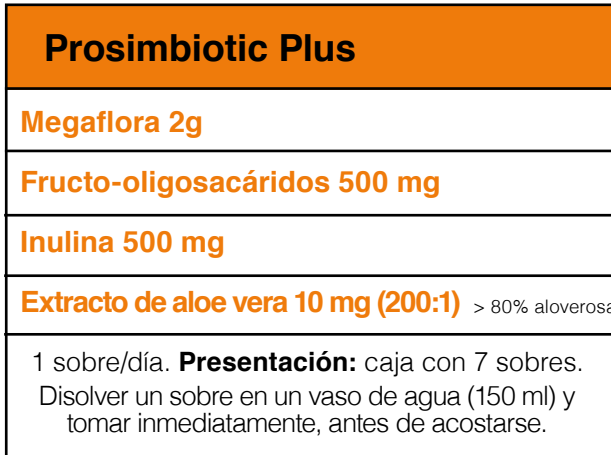 Prosimbiotic Plus
Megaflora 2g
Fructo-oligosacáridos 500 mg
Inulina 500 mg
Extracto de aloe vera 10 mg (200:1) > 80% aloverosa
1 sobre/día. Presentación: caja con 7 sobres.
Disolver un sobre en un vaso de agua (150 ml) y
tomar inmediatamente, antes de acostarse.